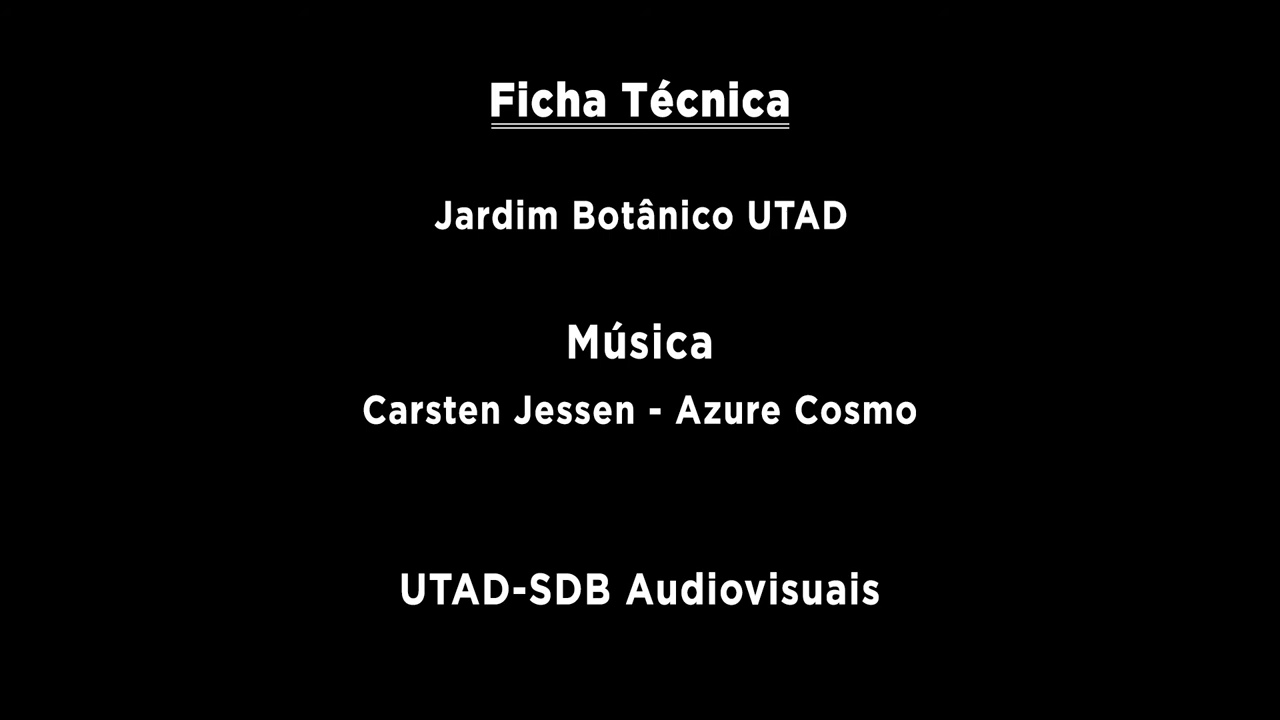 Ficha Técnica
Jardim Botânico UTAD
Música
Carsten Jessen - Azure Cosmo
UTAD-SDB Audiovisuais